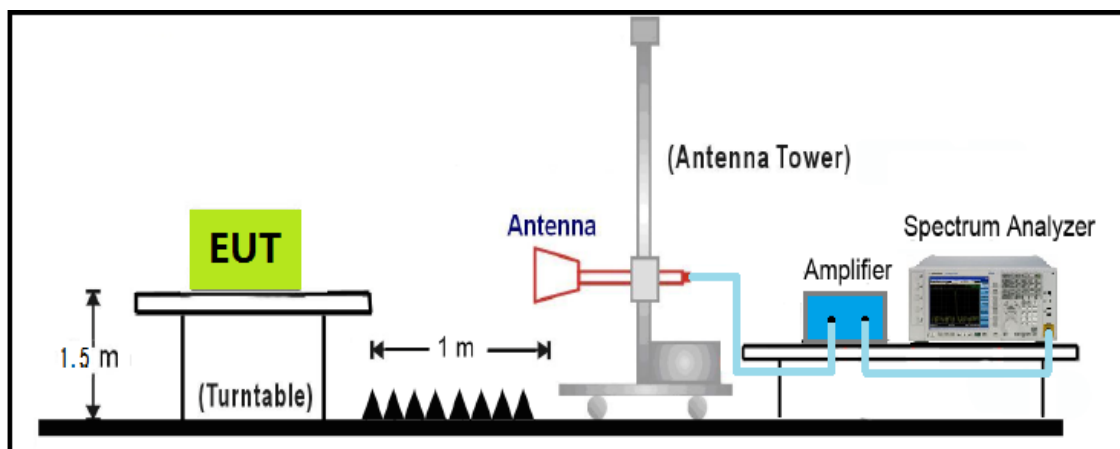 (Antenna Tower)
Antenna
Spectrum Analyzer
EUT
Amplifier
1.5 m
1 m
(Turntable)